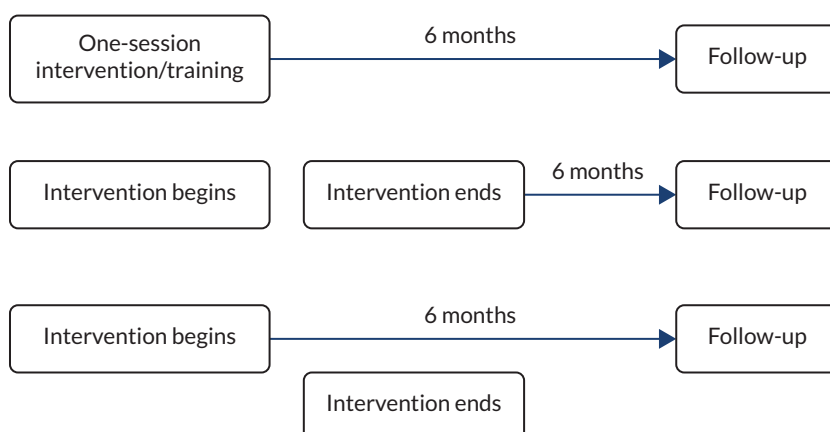 One-session
intervention/training
6 months
Follow-up
Intervention begins
Intervention ends
6 months
Follow-up
Intervention begins
6 months
Follow-up
Intervention ends